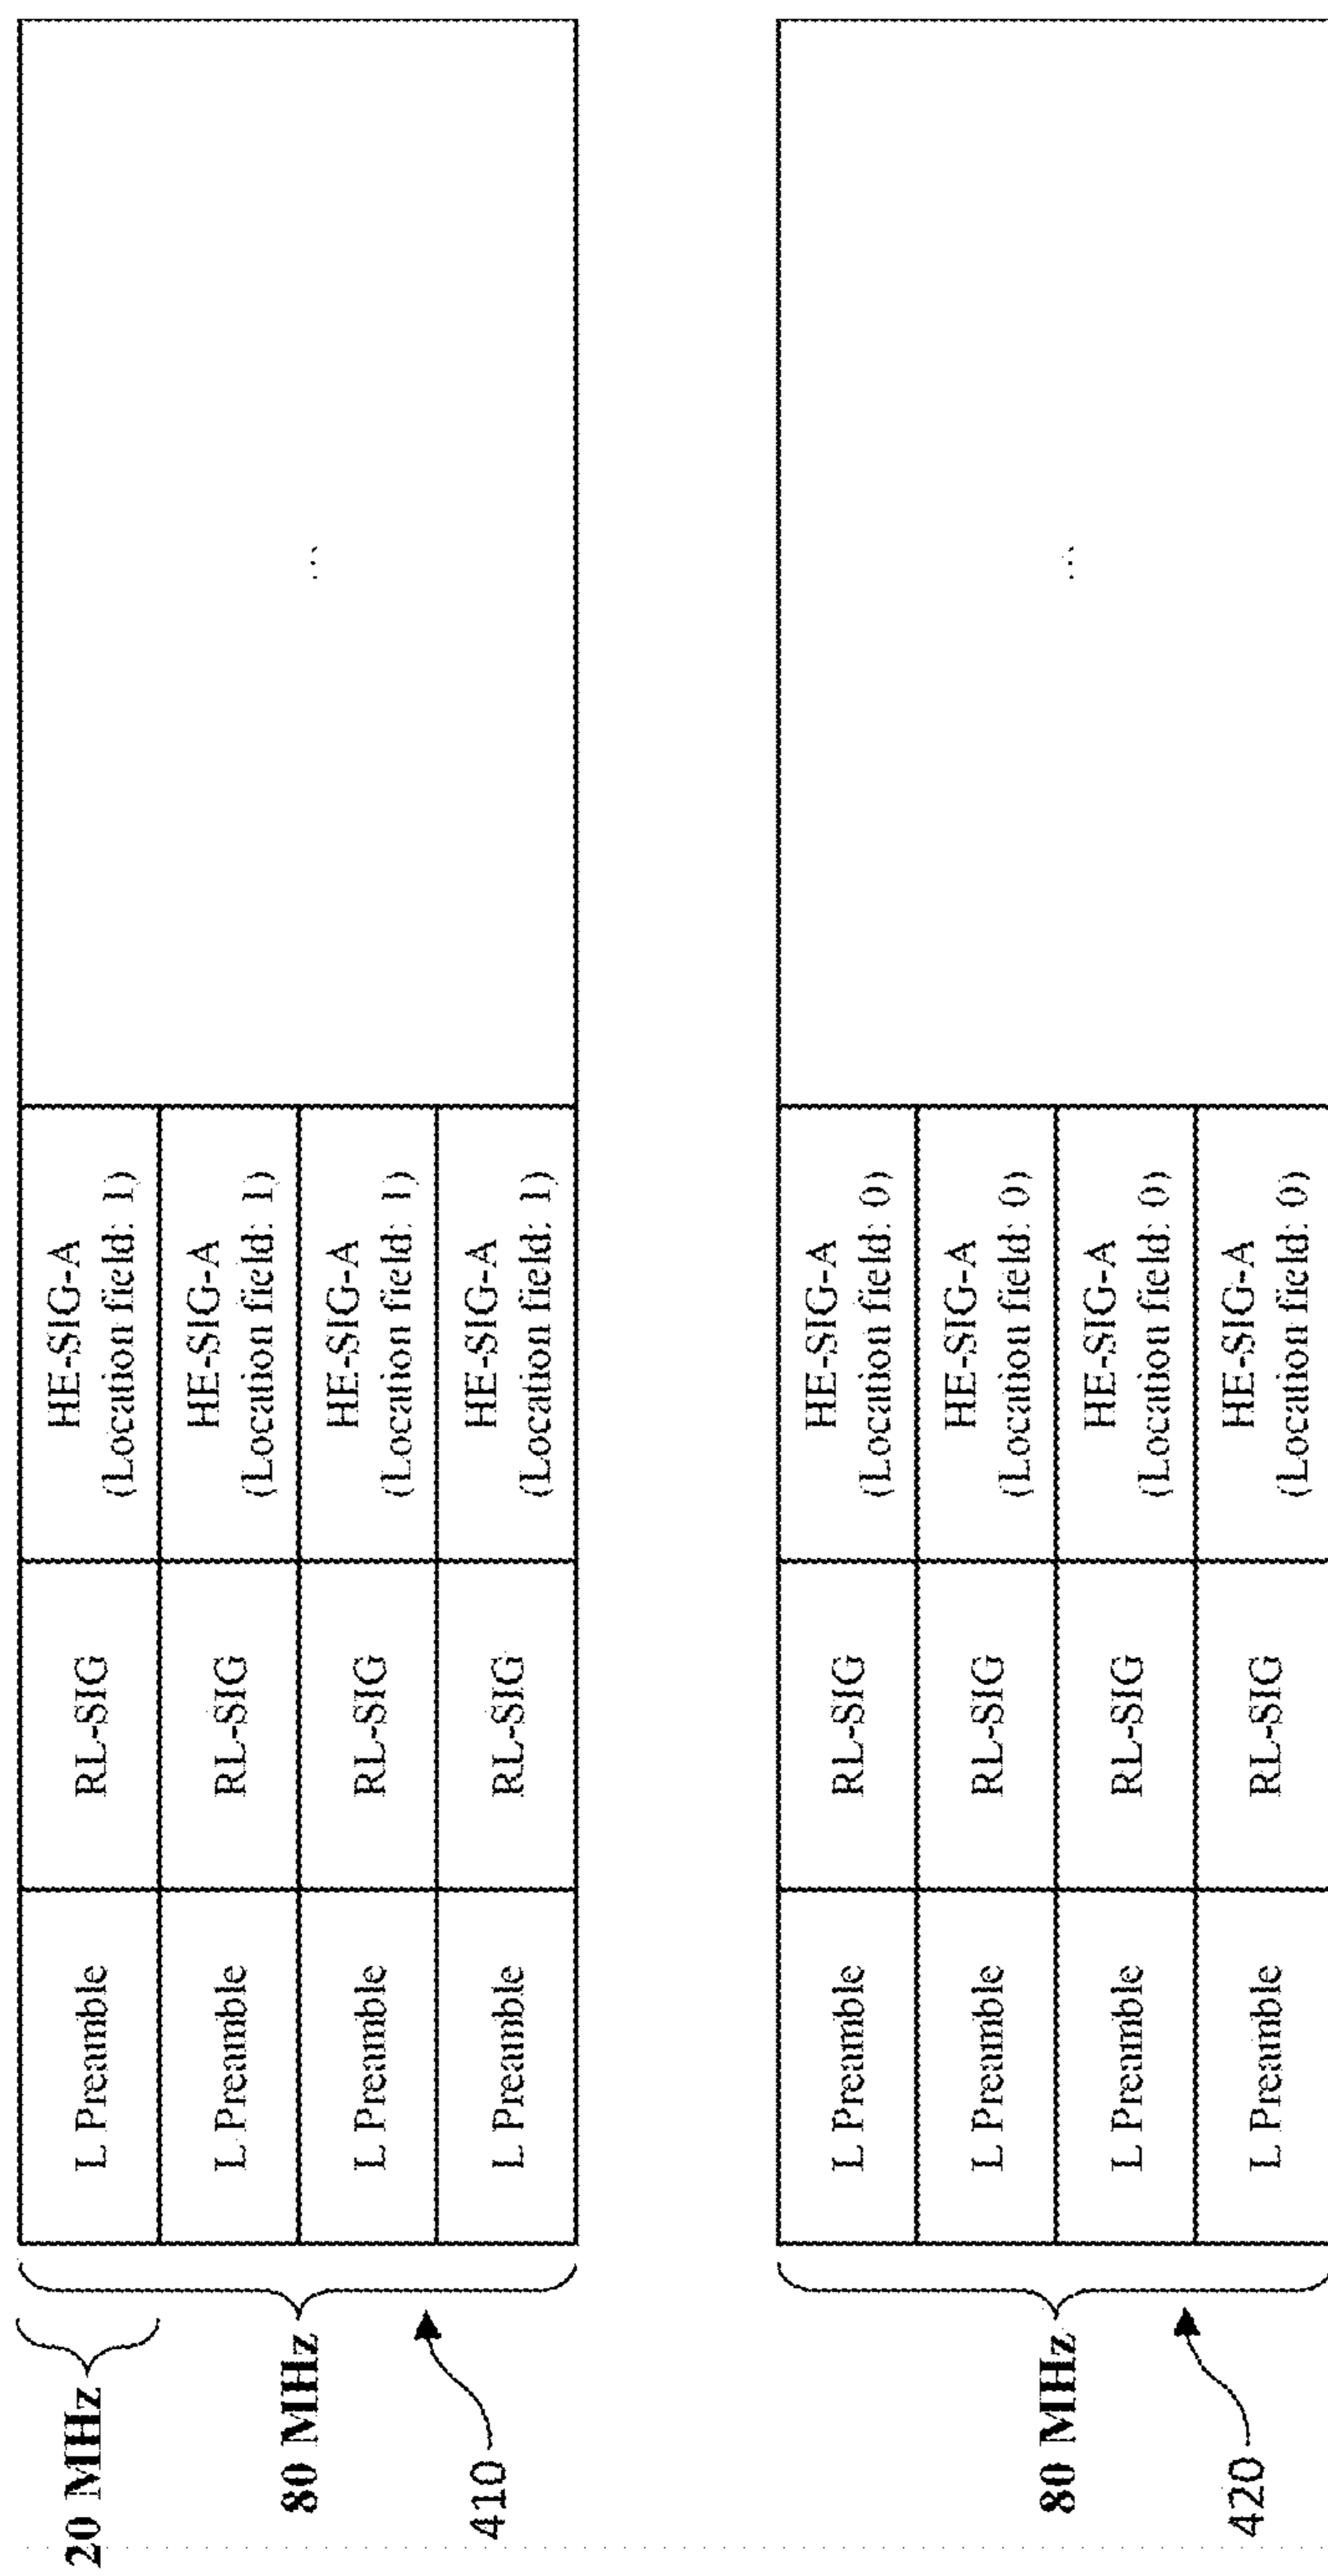 20 MHz
80 MHz
410
L Preamble
RL-SIG
HE-SIG-A
(Location field: 1)
...
L Preamble
RL-SIG
HE-SIG-A
(Location field: 1)
L Preamble
RL-SIG
HE-SIG-A
(Location field: 1)
L Preamble
RL-SIG
HE-SIG-A
(Location field: 1)
80 MHz
420
L Preamble
RL-SIG
HE-SIG-A
(Location field: 0)
...
L Preamble
RL-SIG
HE-SIG-A
(Location field: 0)
L Preamble
RL-SIG
HE-SIG-A
(Location field: 0)
L Preamble
RL-SIG
HE-SIG-A
(Location field: 0)